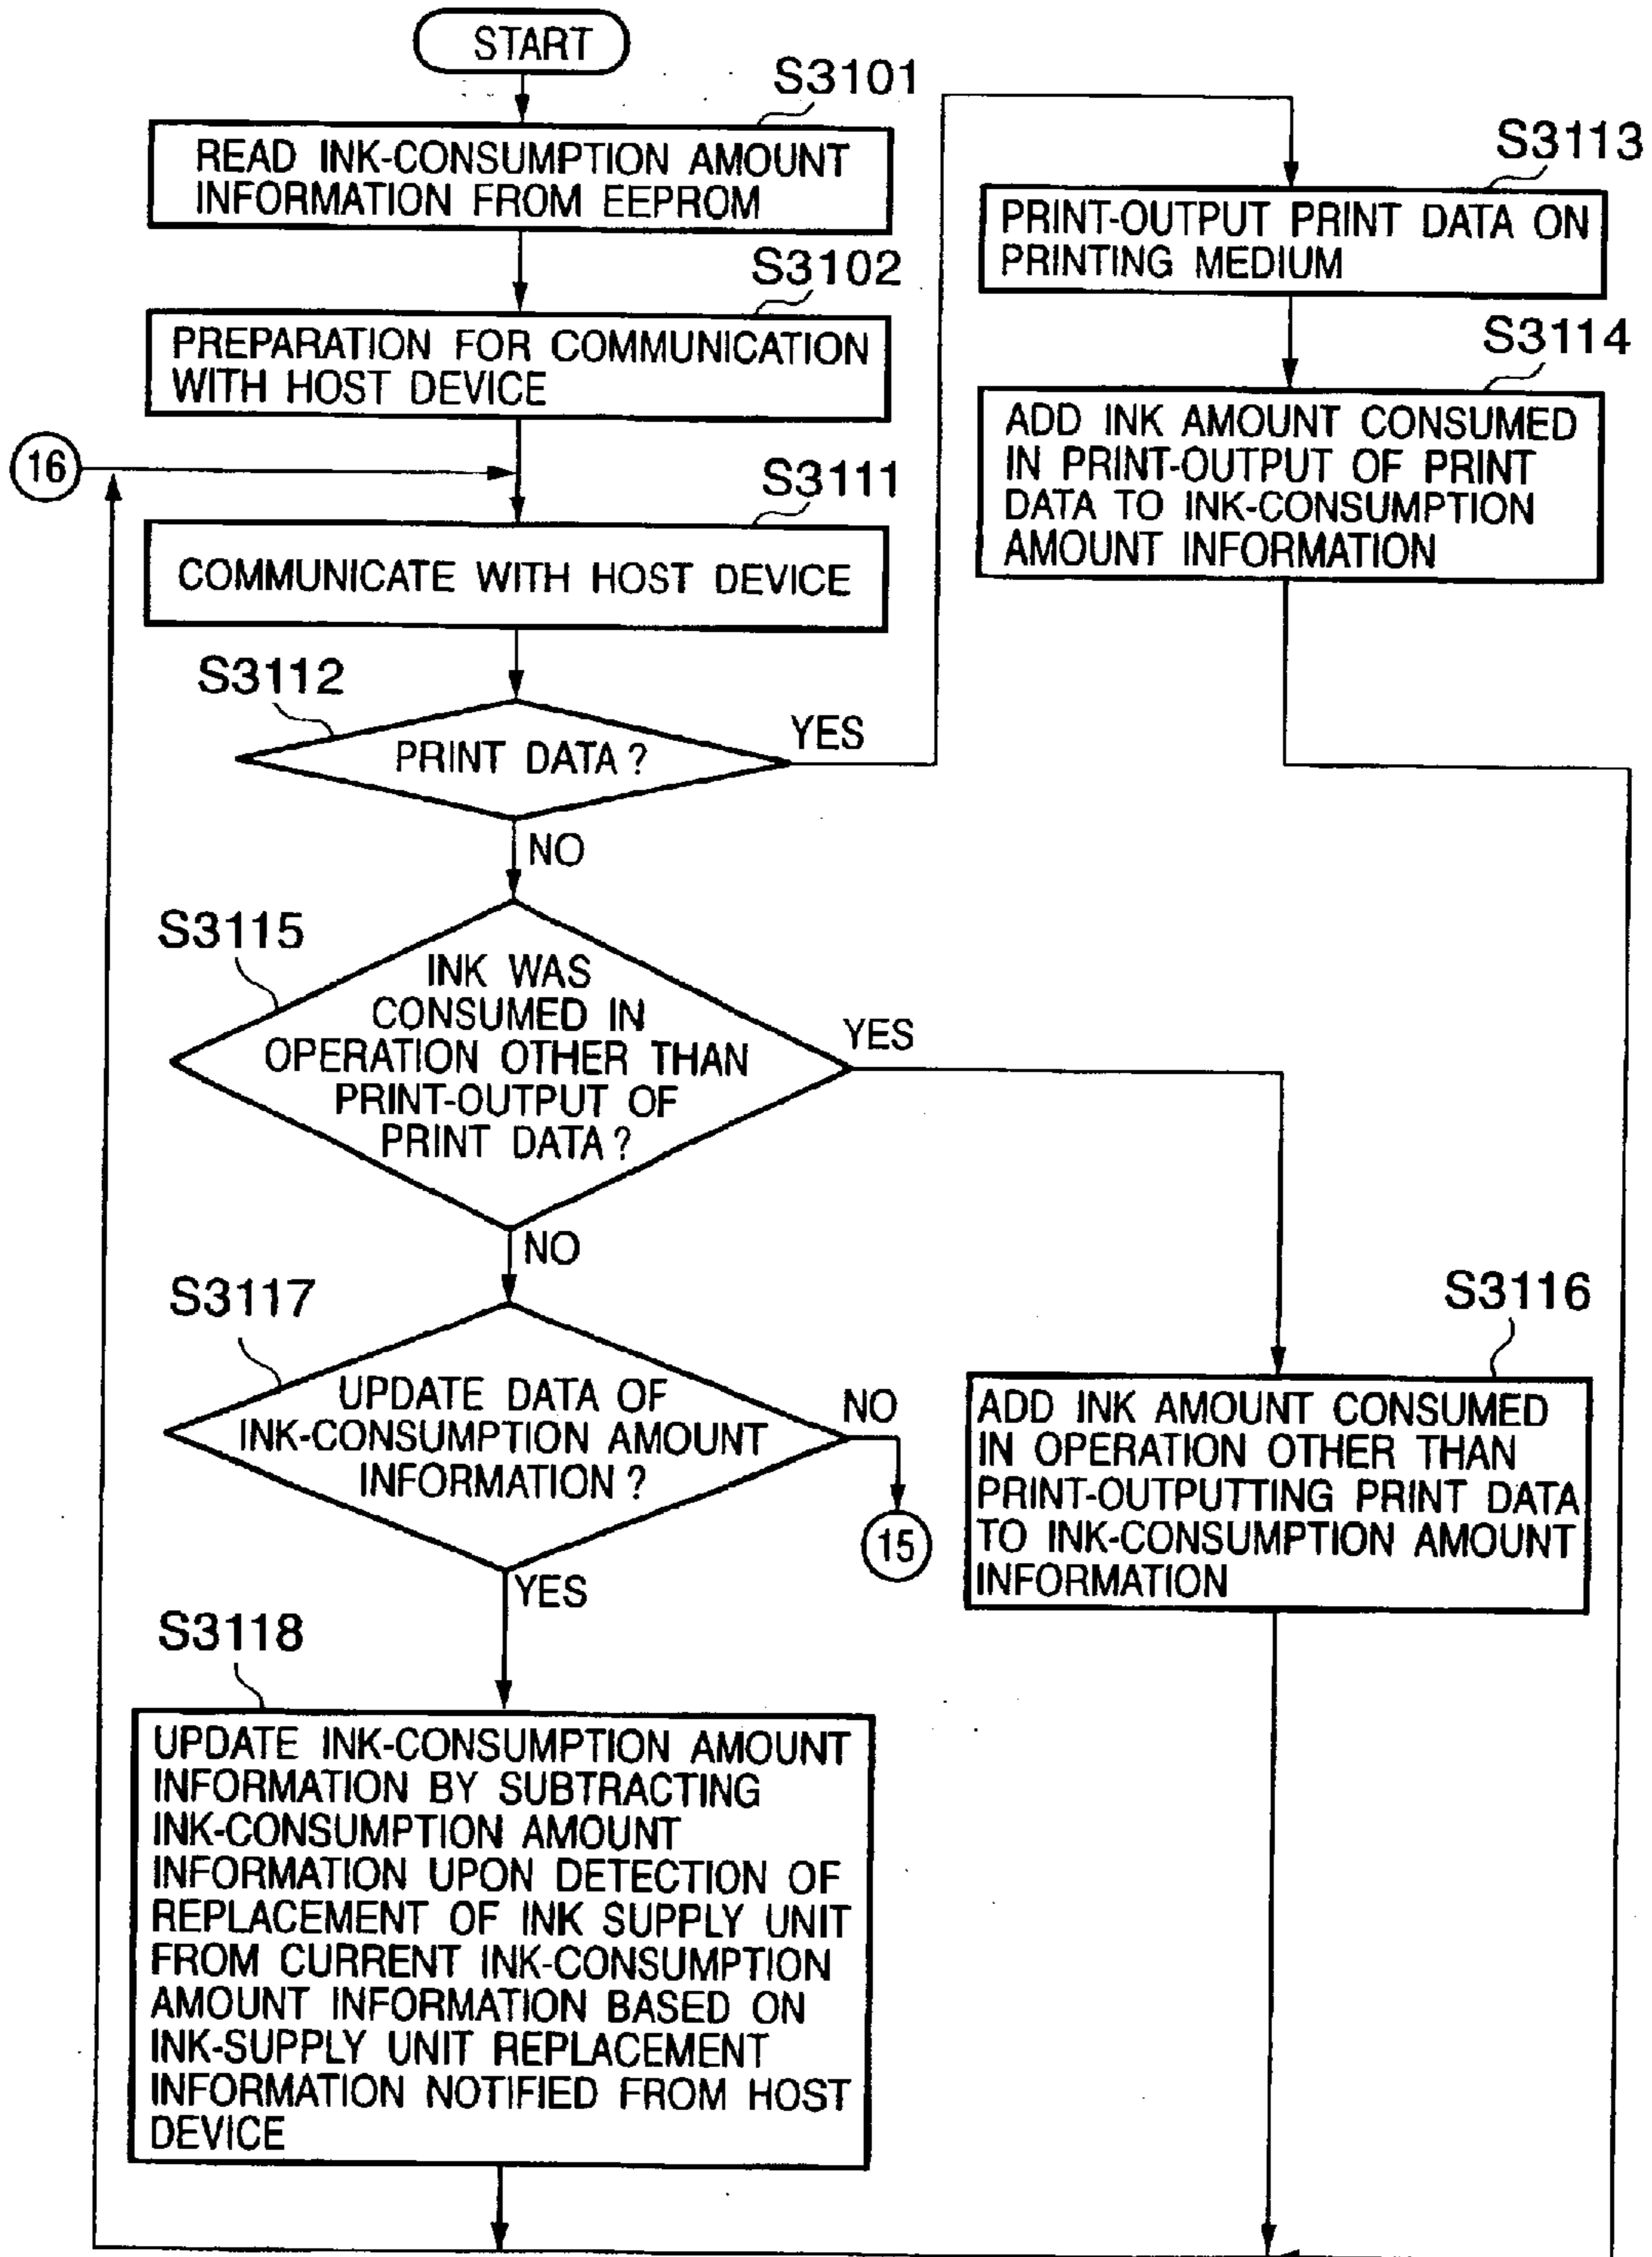 START
S3101
READ INK-CONSUMPTION AMOUNT
INFORMATION FROM EEPROM
S3102
PREPARATION FOR COMMUNICATION
WITH HOST DEVICE
16
S3111
COMMUNICATE WITH HOST DEVICE
S3112
PRINT DATA?
YES
NO
S3113
PRINT-OUTPUT PRINT DATA ON
PRINTING MEDIUM
S3114
ADD INK AMOUNT CONSUMED
IN PRINT-OUTPUT OF PRINT
DATA TO INK-CONSUMPTION
AMOUNT INFORMATION
S3115
INK WAS
CONSUMED IN
OPERATION OTHER THAN
PRINT-OUTPUT OF
PRINT DATA?
YES
NO
S3116
ADD INK AMOUNT CONSUMED
IN OPERATION OTHER THAN
PRINT-OUTPUTTING PRINT DATA
TO INK-CONSUMPTION AMOUNT
INFORMATION
S3117
UPDATE DATA OF
INK-CONSUMPTION AMOUNT
INFORMATION?
NO
15
YES
S3118
UPDATE INK-CONSUMPTION AMOUNT
INFORMATION BY SUBTRACTING
INK-CONSUMPTION AMOUNT
INFORMATION UPON DETECTION OF
REPLACEMENT OF INK SUPPLY UNIT
FROM CURRENT INK-CONSUMPTION
AMOUNT INFORMATION BASED ON
INK-SUPPLY UNIT REPLACEMENT
INFORMATION NOTIFIED FROM HOST
DEVICE